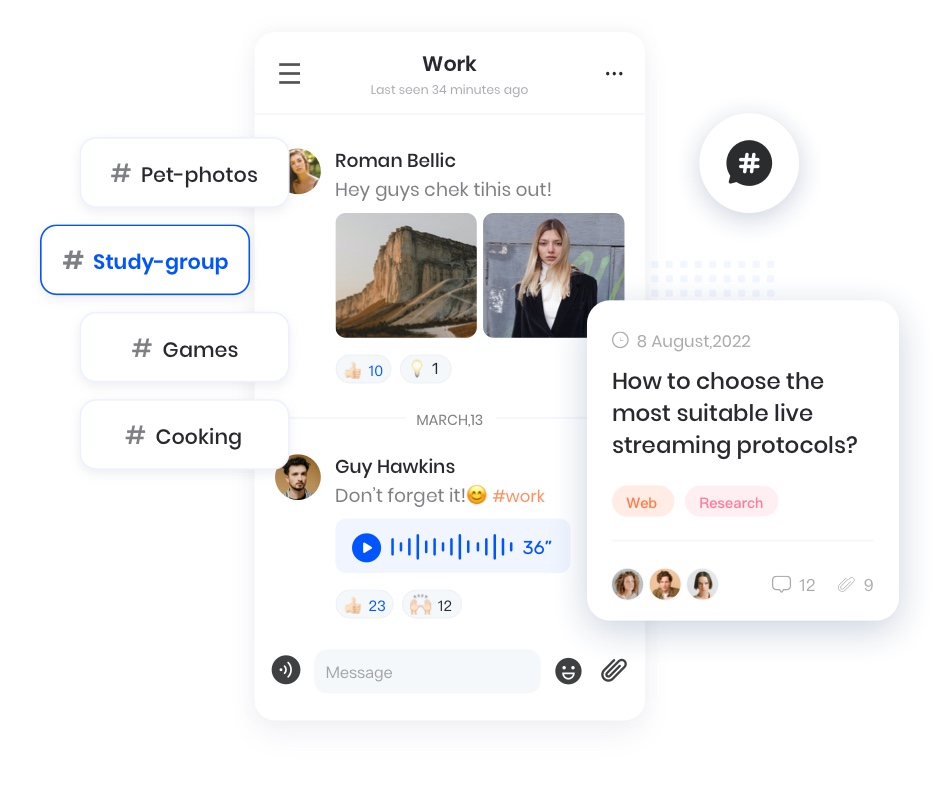 Work
Last seen 34 minutes ago
# Pet-photos
# Study-group
# Games
# Cooking
Roman Bellic
Hey guys chek tihis out!
👍🏻 10 💡 1
MARCH,13
Guy Hawkins
Don't forget it!😊 #work
36"
👍🏻 23 🙌🏻 12
Message
#
8 August,2022
How to choose the
most suitable live
streaming protocols?
Web Research
12 9